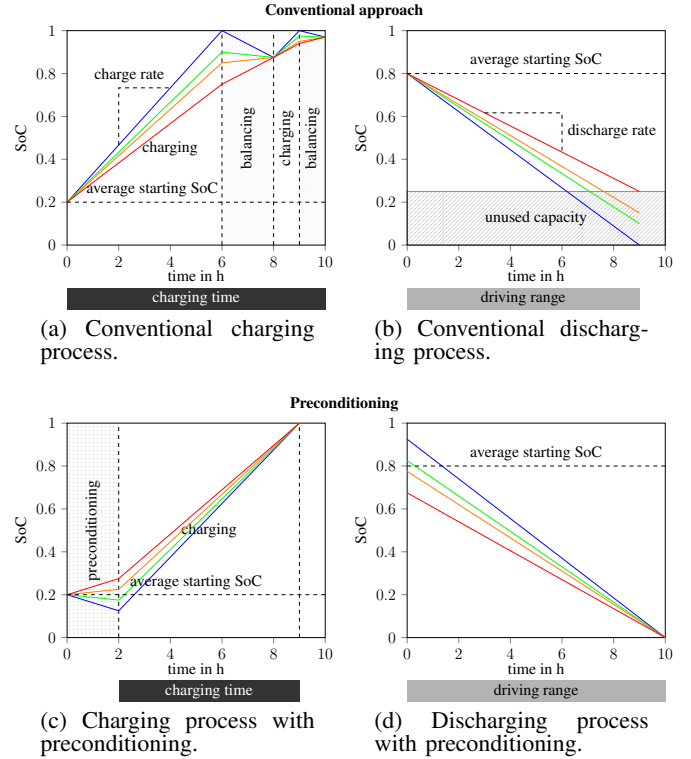 Conventional approach
1
0.8
0.6
0.4
0.2
0
SoC
charge rate
charging
average starting SoC
balancing
charging
balancing
0 2 4 6 8 10
time in h
charging time
(a) Conventional charging
process.
1
0.8
0.6
0.4
0.2
0
SoC
average starting SoC
discharge rate
unused capacity
0 2 4 6 8 10
time in h
driving range
(b) Conventional discharg-
ing process.
Preconditioning
1
0.8
0.6
0.4
0.2
0
SoC
preconditioning
charging
average starting SoC
0 2 4 6 8 10
time in h
charging time
(c) Charging process with
preconditioning.
1
0.8
0.6
0.4
0.2
0
SoC
average starting SoC
0 2 4 6 8 10
time in h
driving range
(d) Discharging process
with preconditioning.